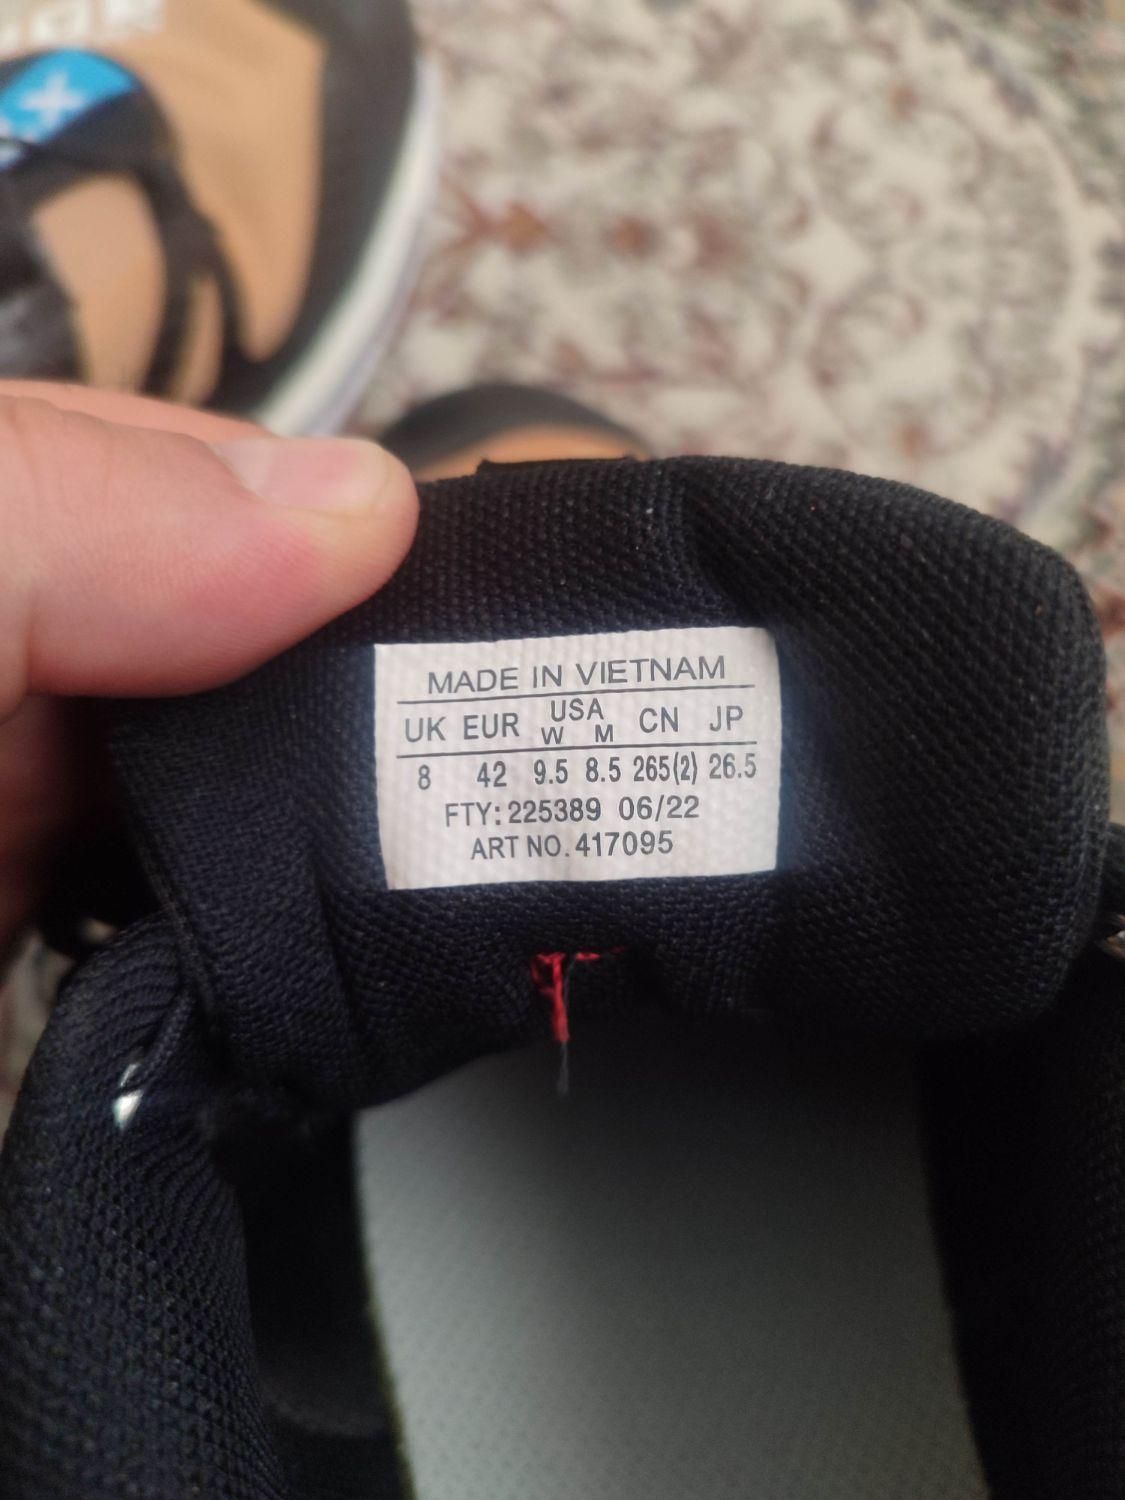 MADE IN VIETNAM
UK EUR USA W M CN JP
8 42 9.5 8.5 265(2) 26.5
FTY: 225389 06/22
ART NO. 417095